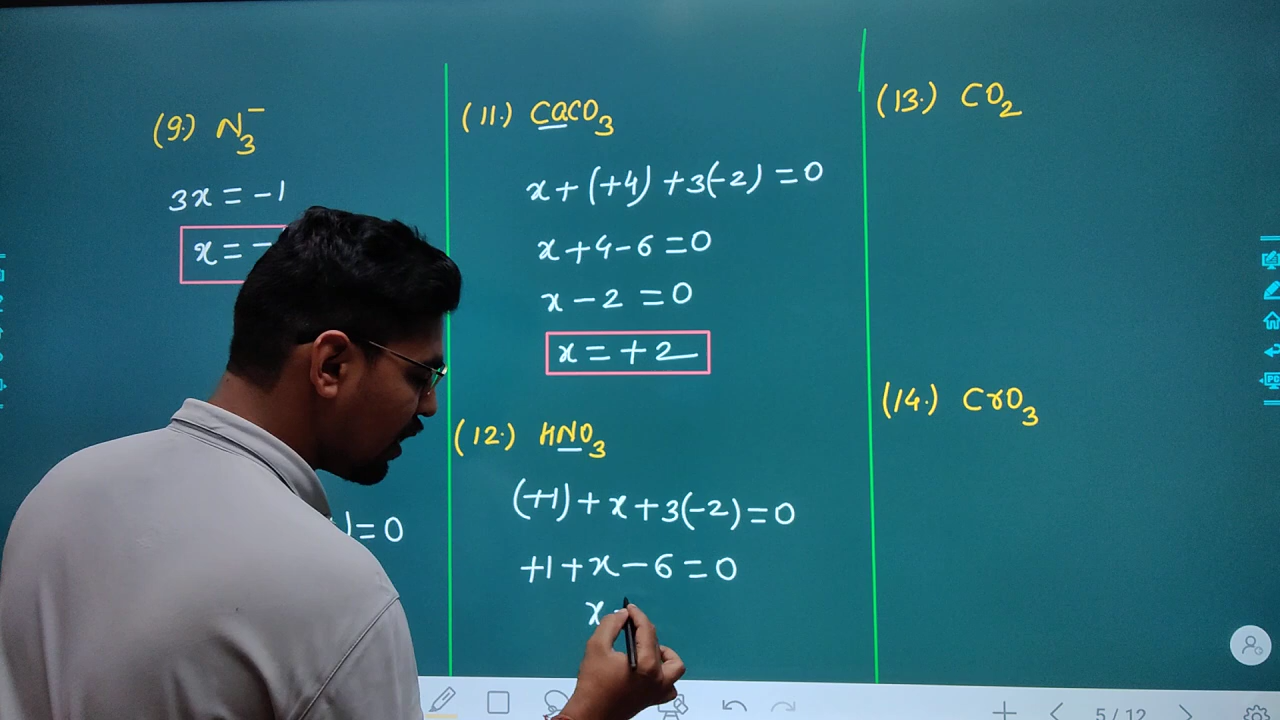 (9.) N₃⁻
3x = -1
x = -
) = 0
(11.) CaCO₃
x + (+4) + 3(-2) = 0
x + 4 - 6 = 0
x - 2 = 0
x = +2
(12.) HNO₃
(+1) + x + 3(-2) = 0
+1 + x - 6 = 0
x
(13.) CO₂
(14.) CrO₃
5/12